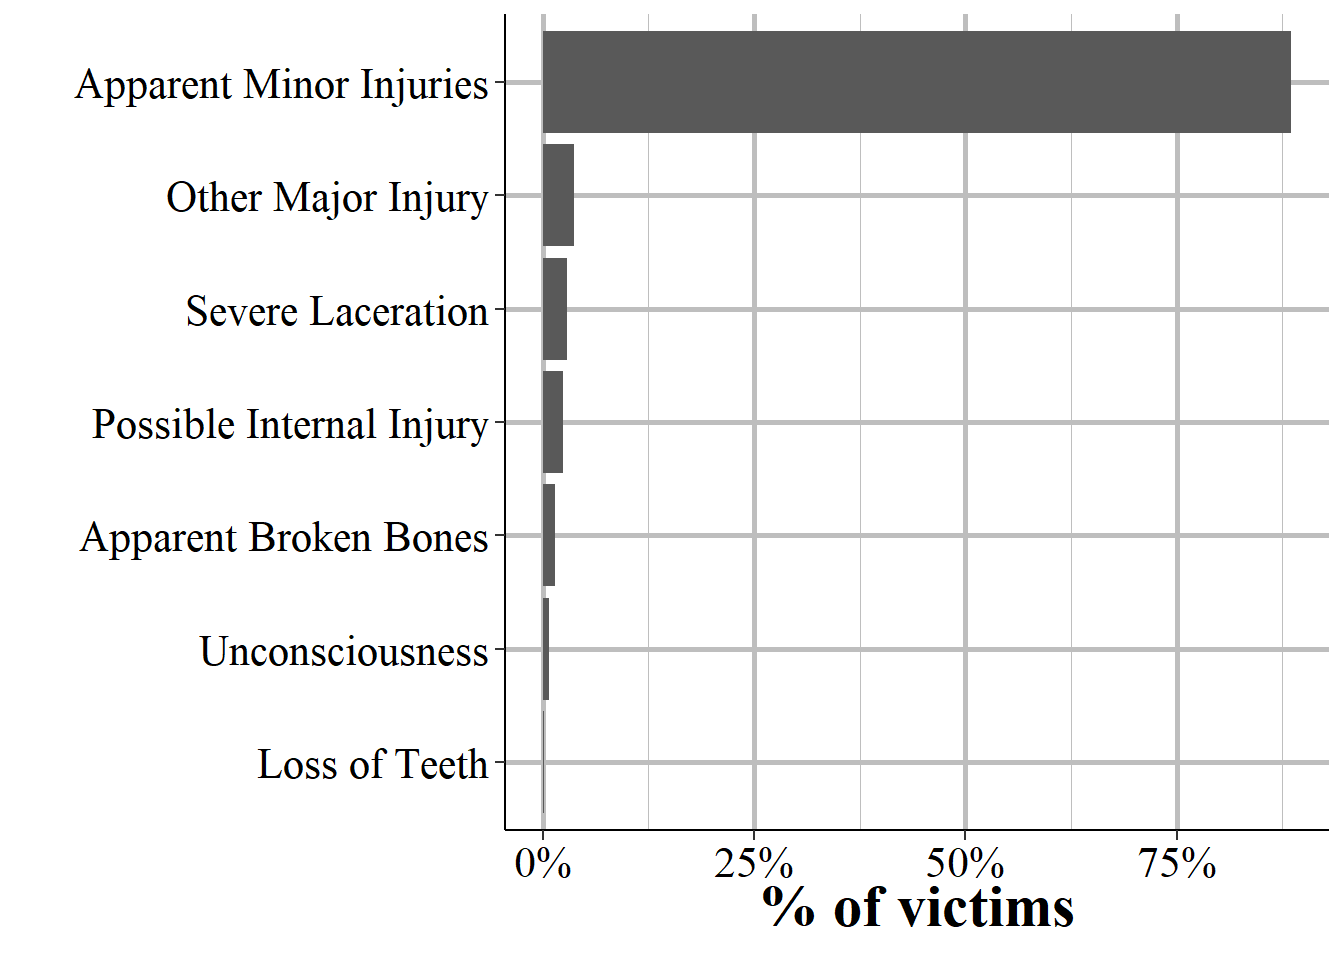 Apparent Minor Injuries
Other Major Injury
Severe Laceration
Possible Internal Injury
Apparent Broken Bones
Unconsciousness
Loss of Teeth
0% 25% 50% 75%
% of victims